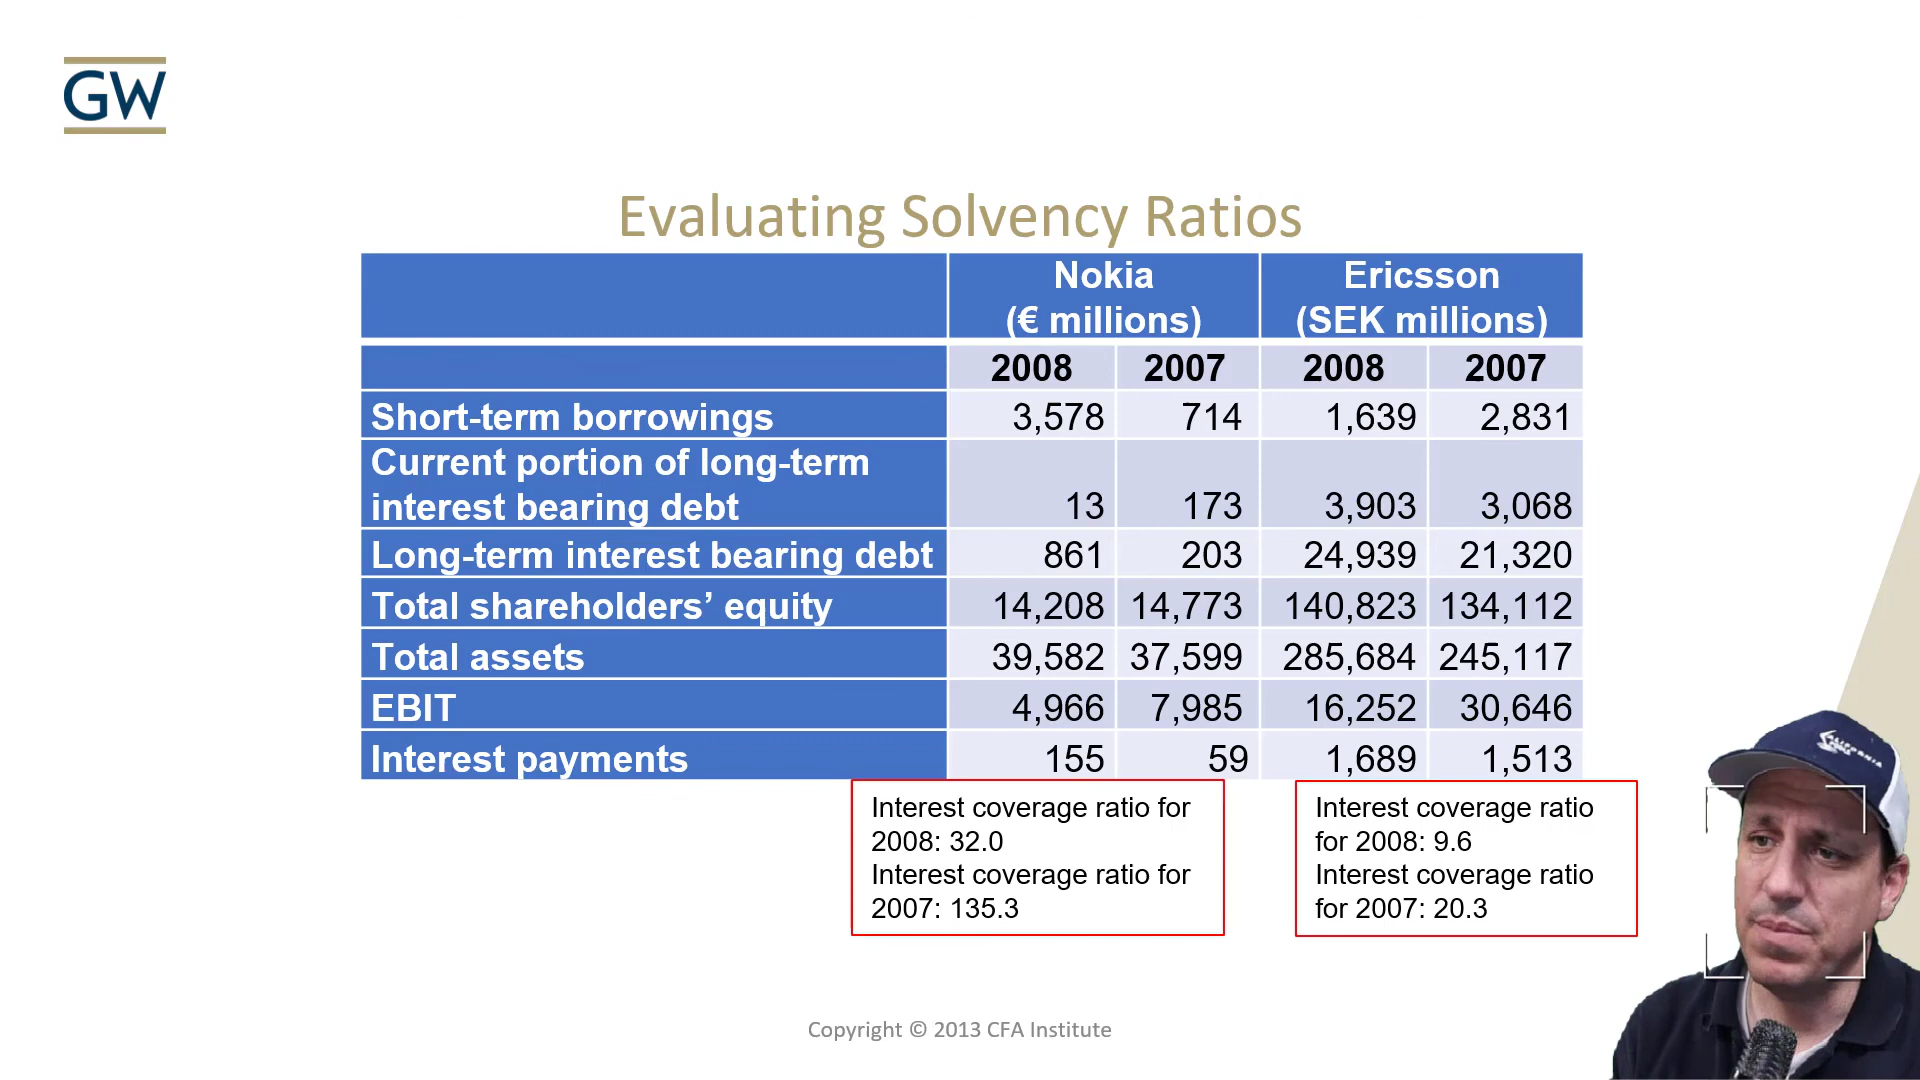 GW
Evaluating Solvency Ratios
Nokia
(€ millions)
Ericsson
(SEK millions)
2008 2007 2008 2007
Short-term borrowings 3,578 714 1,639 2,831
Current portion of long-term
interest bearing debt 13 173 3,903 3,068
Long-term interest bearing debt 861 203 24,939 21,320
Total shareholders’ equity 14,208 14,773 140,823 134,112
Total assets 39,582 37,599 285,684 245,117
EBIT 4,966 7,985 16,252 30,646
Interest payments 155 59 1,689 1,513
Interest coverage ratio for
2008: 32.0
Interest coverage ratio for
2007: 135.3
Interest coverage ratio
for 2008: 9.6
Interest coverage ratio
for 2007: 20.3
CALIFORNIA
Copyright © 2013 CFA Institute